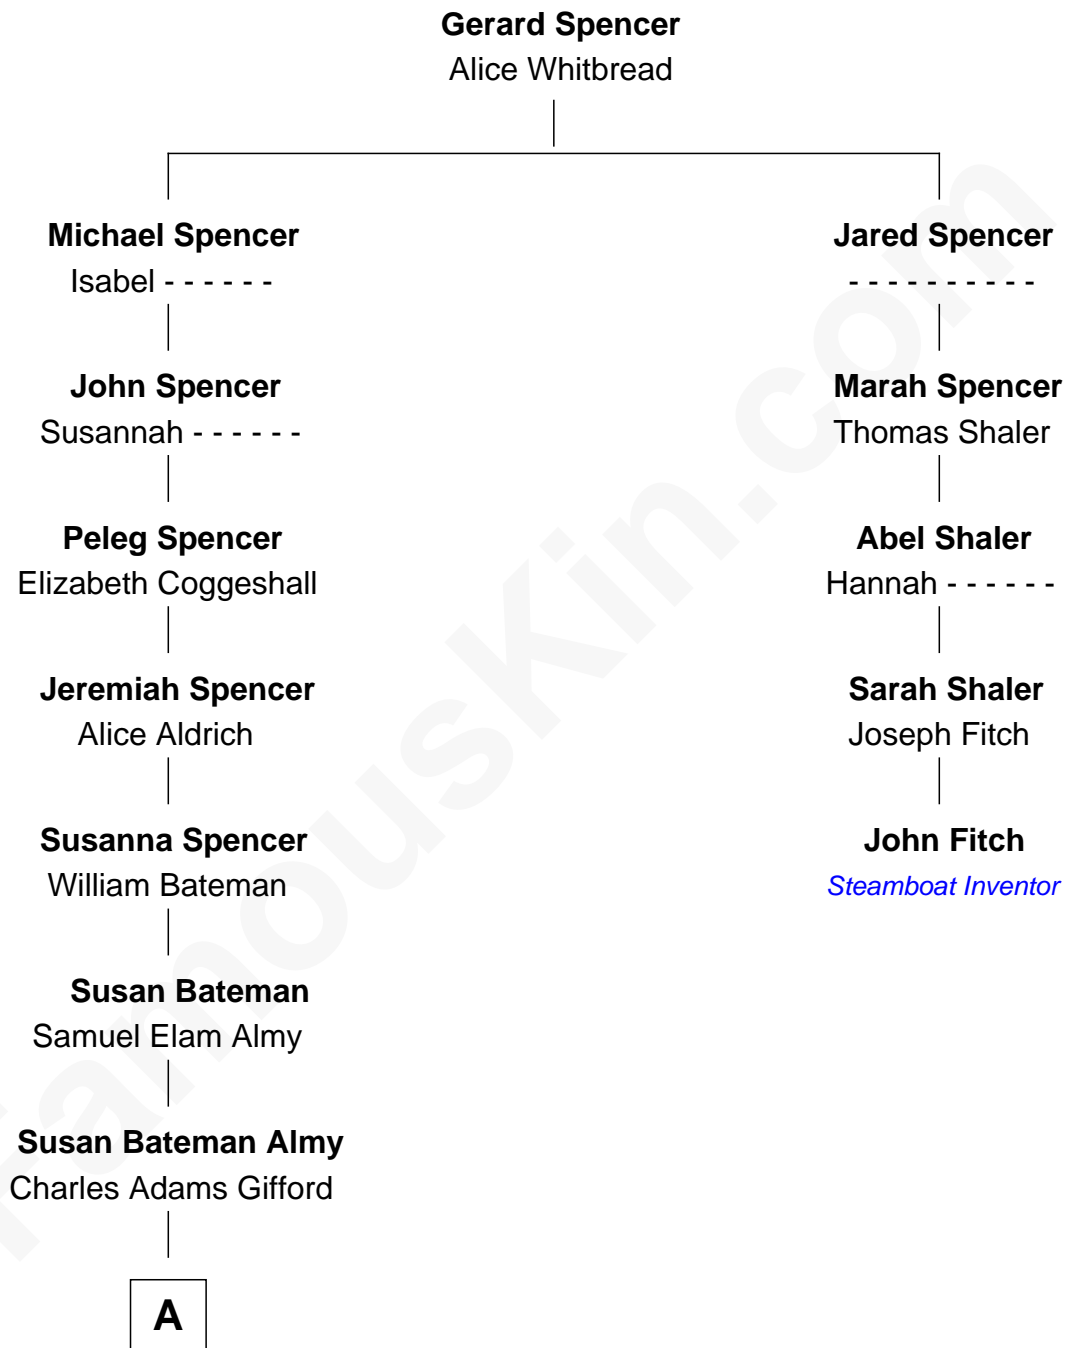 Gerard Spencer
Alice Whitbread
Michael Spencer
Isabel - - - - - -
John Spencer
Susannah - - - - - -
Peleg Spencer
Elizabeth Coggeshall
Jeremiah Spencer
Alice Aldrich
Susanna Spencer
William Bateman
Susan Bateman
Samuel Elam Almy
Susan Bateman Almy
Charles Adams Gifford
A
Jared Spencer
- - - - - - - - - -
Marah Spencer
Thomas Shaler
Abel Shaler
Hannah - - - - - -
Sarah Shaler
Joseph Fitch
John Fitch
Steamboat Inventor
FamousKin.com